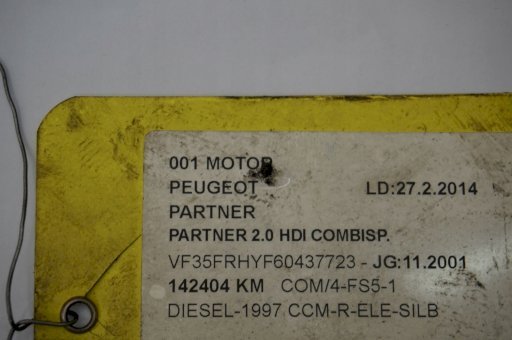 001 MOTOR
PEUGEOT LD:27.2.2014
PARTNER
PARTNER 2.0 HDI COMBISP.
VF35FRHYF60437723 - JG:11.2001
142404 KM COM/4-FS5-1
DIESEL-1997 CCM-R-ELE-SILB